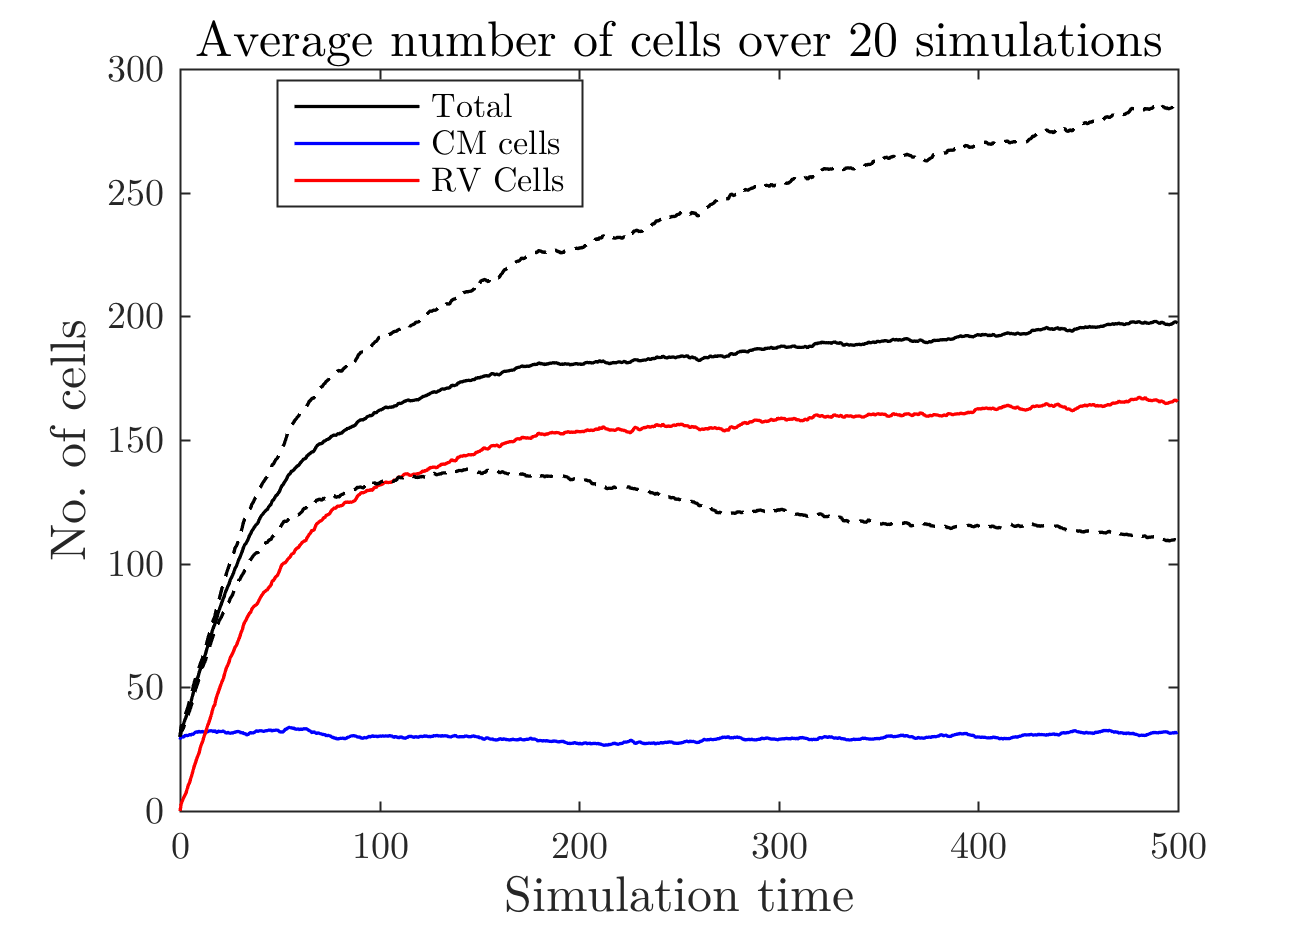 Average number of cells over 20 simulations
Total
CM cells
RV Cells
No. of cells
300
250
200
150
100
50
0
0 100 200 300 400 500
Simulation time